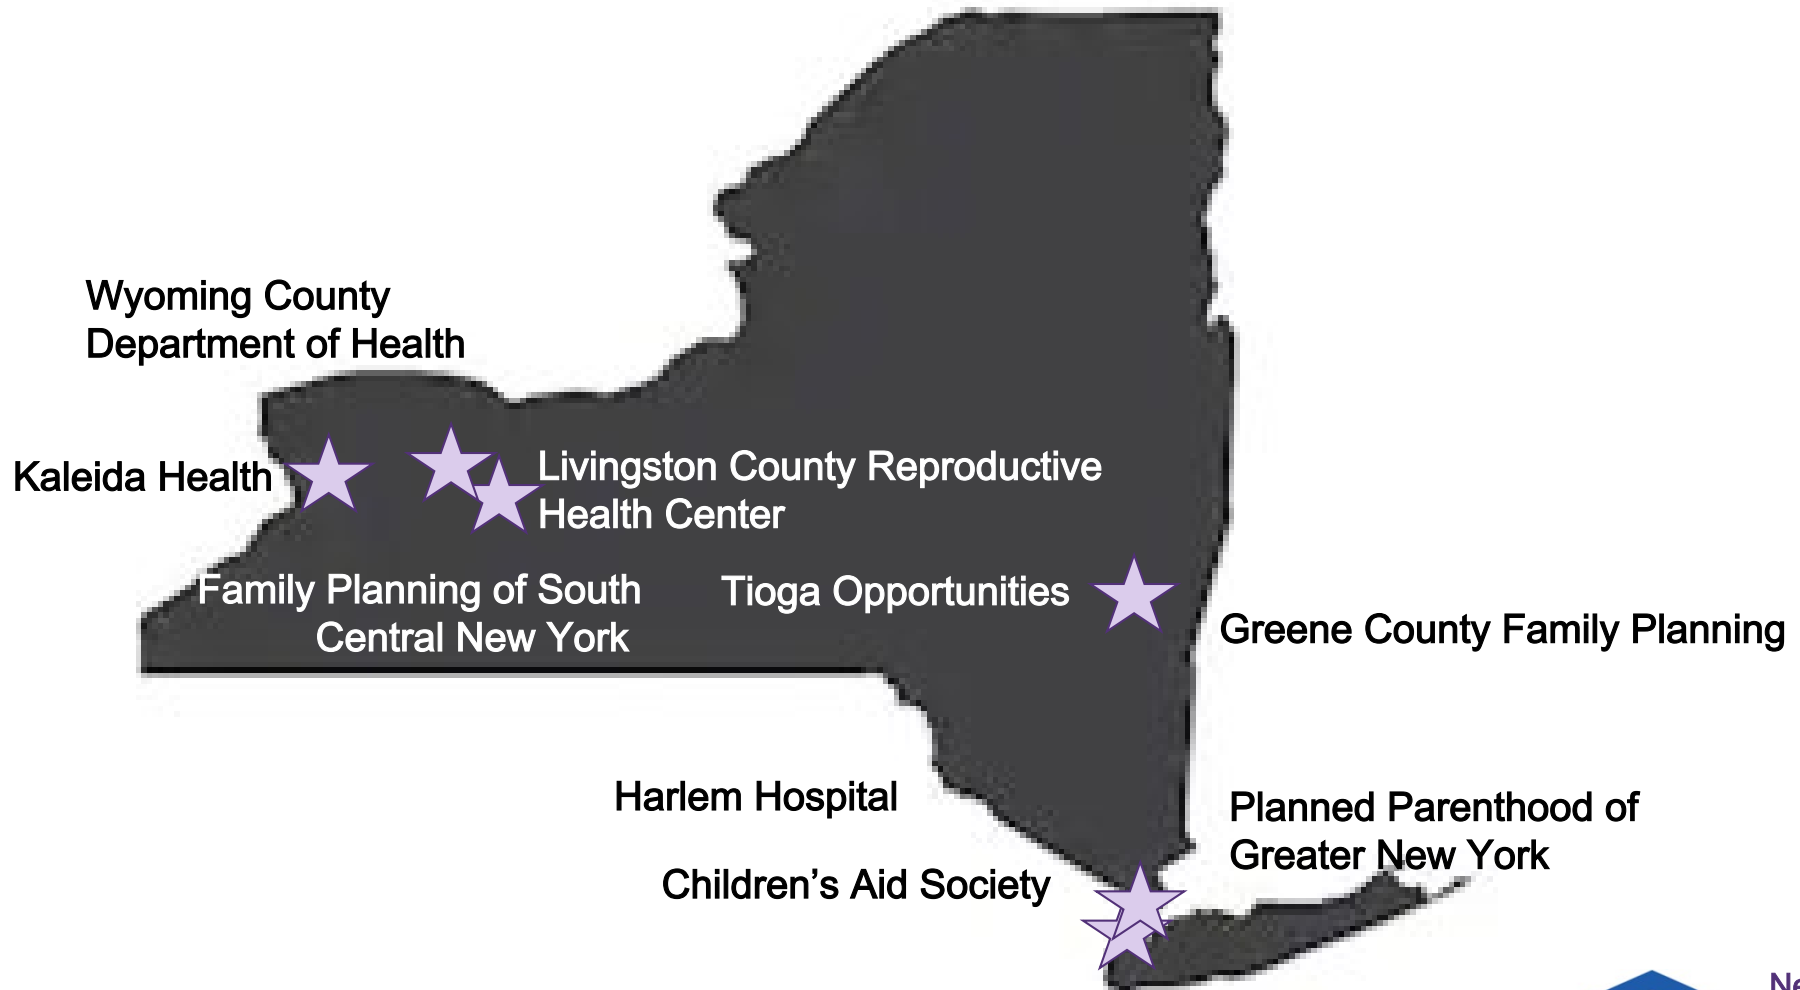 Wyoming County
Department of Health
Kaleida Health
Livingston County Reproductive
Health Center
Family Planning of South
Central New York
Tioga Opportunities
Greene County Family Planning
Harlem Hospital
Planned Parenthood of
Greater New York
Children's Aid Society